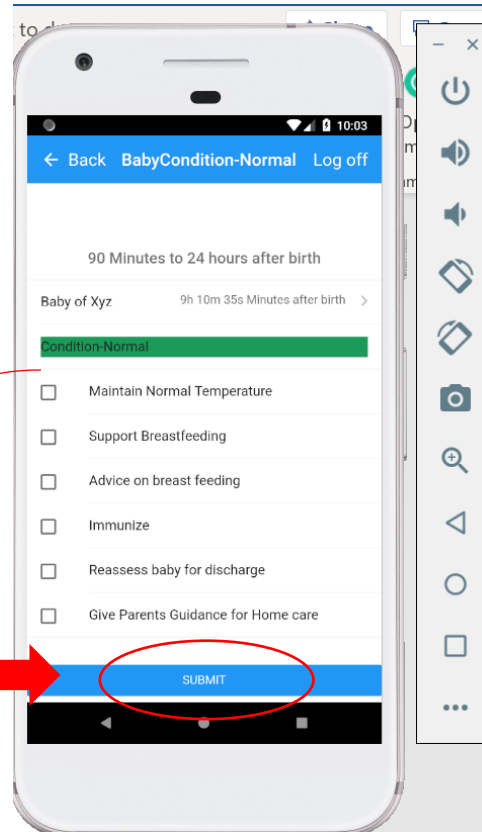 to d
10:03
Back BabyCondition-Normal Log off
90 Minutes to 24 hours after birth
Baby of Xyz 9h 10m 35s Minutes after birth
Condition-Normal
Maintain Normal Temperature
Support Breastfeeding
Advice on breast feeding
Immunize
Reassess baby for discharge
Give Parents Guidance for Home care
SUBMIT